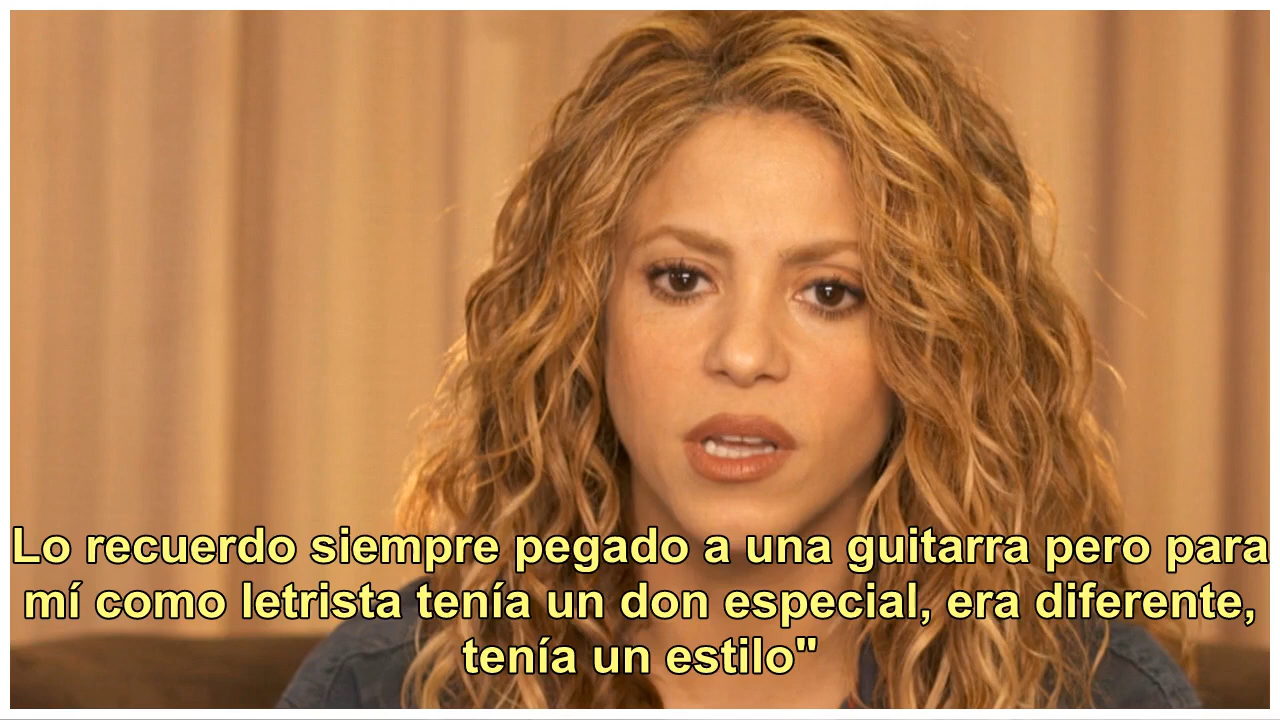 Lo recuerdo siempre pegado a una guitarra pero para
mí como letrista tenía un don especial, era diferente,
tenía un estilo"